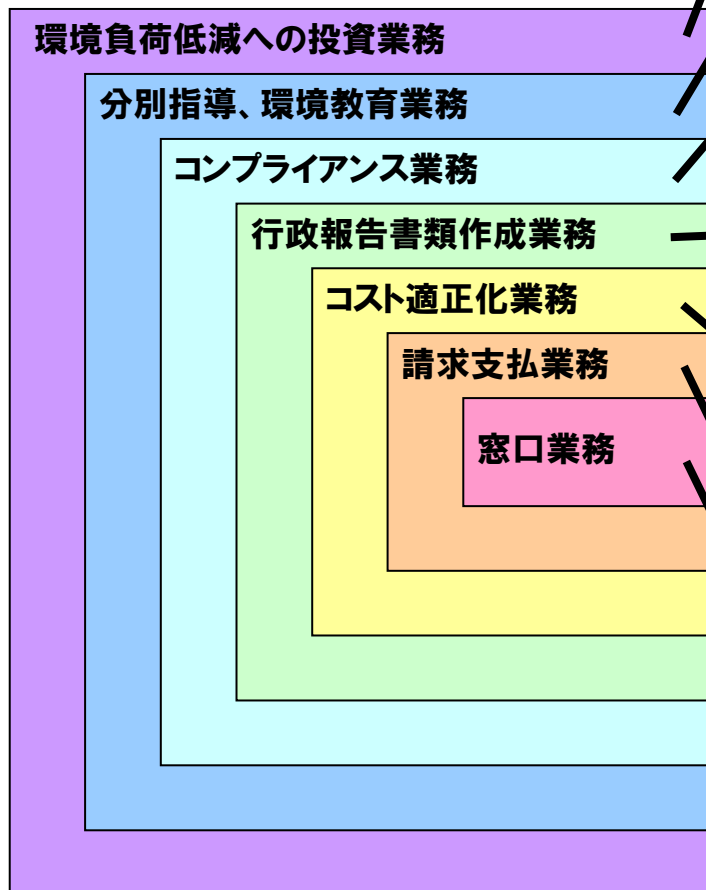 環境負荷低減への投資業務
分別指導、環境教育業務
コンプライアンス業務
行政報告書類作成業務
コスト適正化業務
請求支払業務
窓口業務